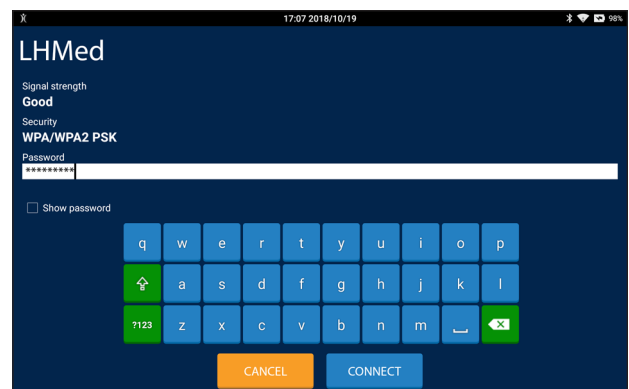 17:07 2018/10/19 98%
LHMed
Signal strength
Good
Security
WPA/WPA2 PSK
Password
*********
Show password
q w e r t y u i o p
a s d f g h j k l
?123 z x c v b n m
CANCEL CONNECT